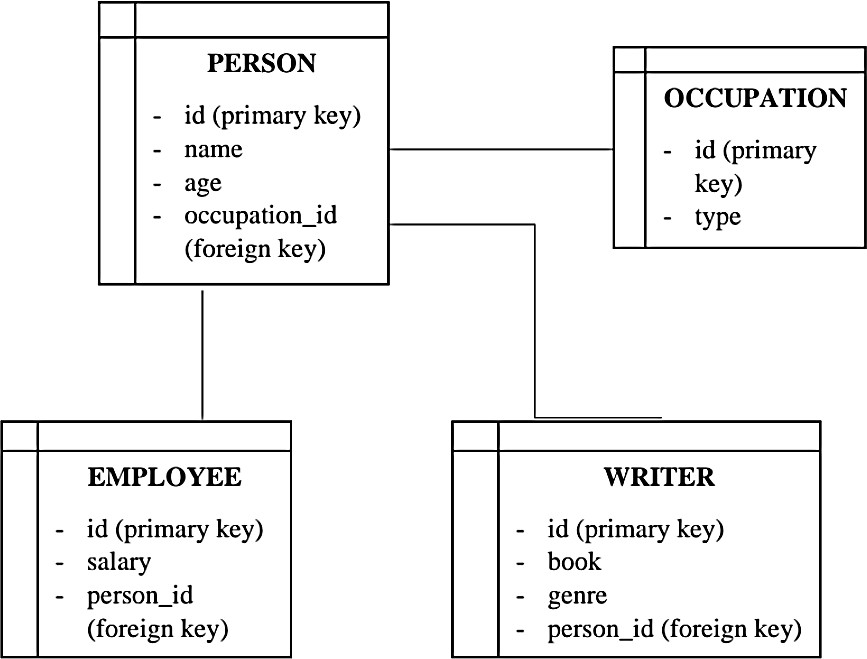 PERSON
- id (primary key)
- name
- age
- occupation_id
(foreign key)
OCCUPATION
- id (primary
key)
- type
EMPLOYEE
- id (primary key)
- salary
- person_id
(foreign key)
WRITER
- id (primary key)
- book
- genre
- person_id (foreign key)